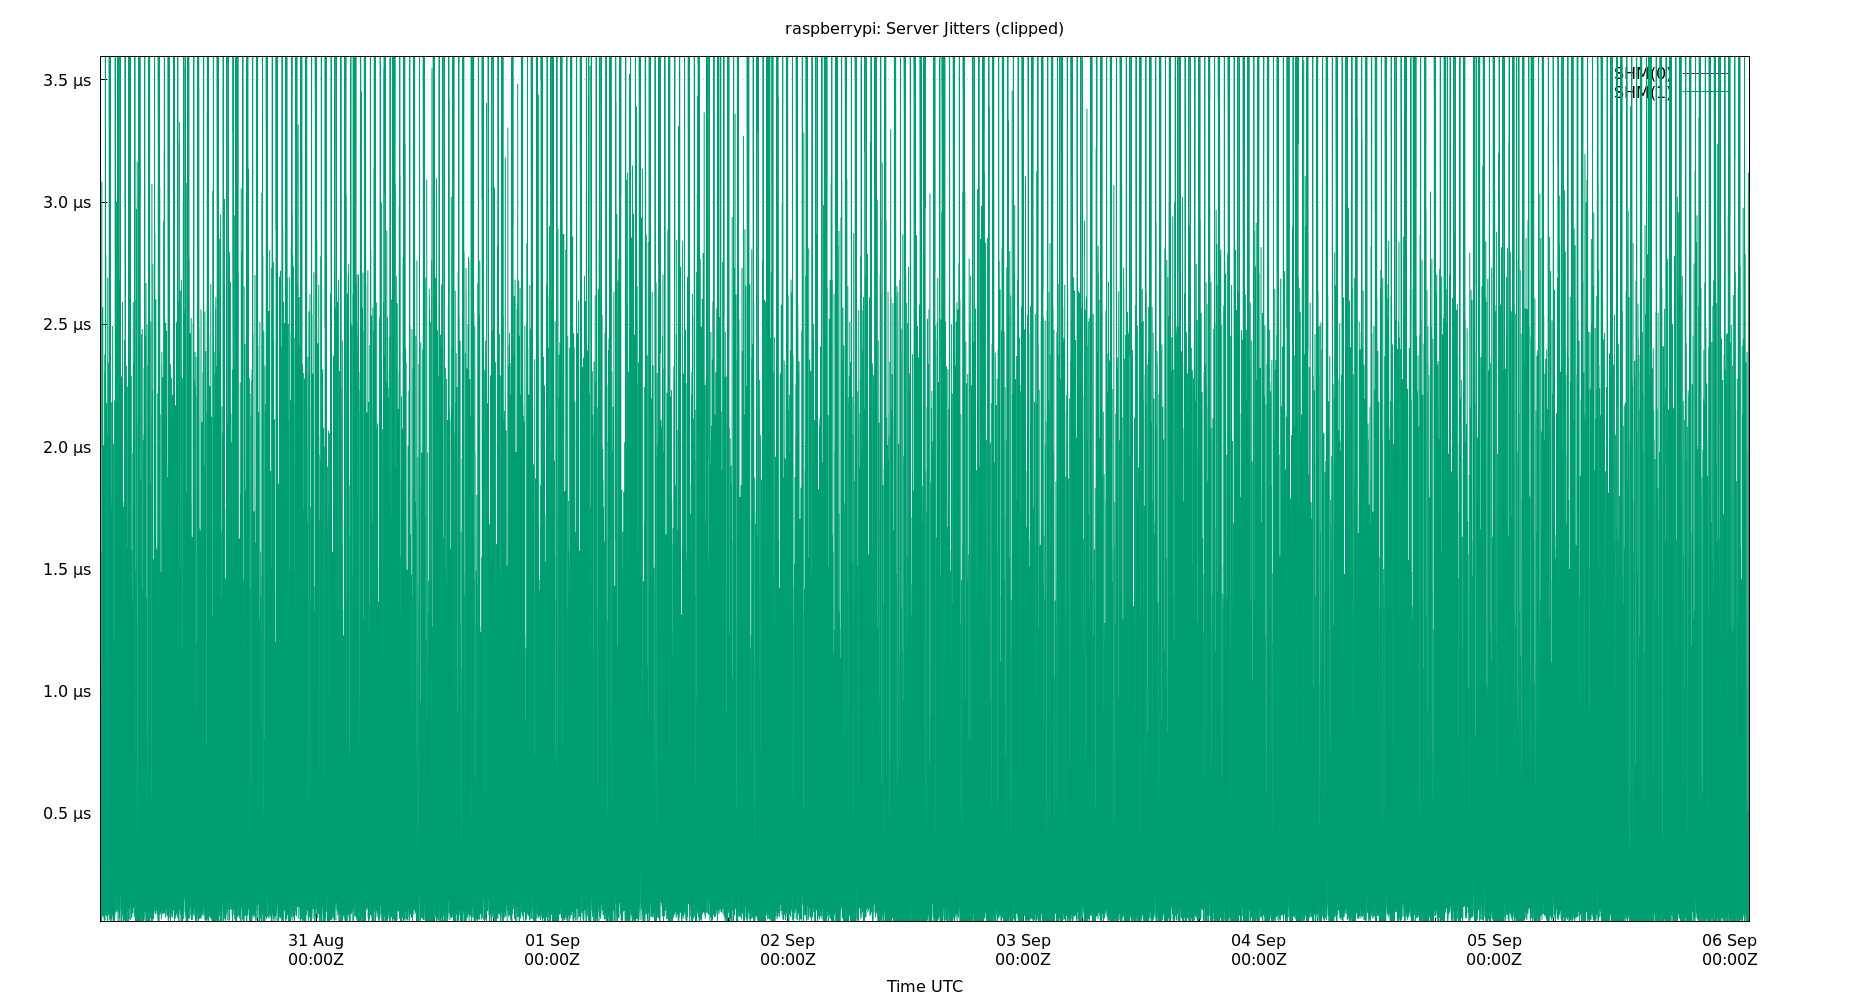 raspberrypi: Server Jitters (clipped)
3.5 µs
SHM(0)
SHM(1)
3.0 µs
2.5 µs
2.0 µs
1.5 µs
1.0 µs
0.5 µs
31 Aug 01 Sep 02 Sep 03 Sep 04 Sep 05 Sep 06 Sep
00:00Z 00:00Z 00:00Z 00:00Z 00:00Z 00:00Z 00:00Z
Time UTC